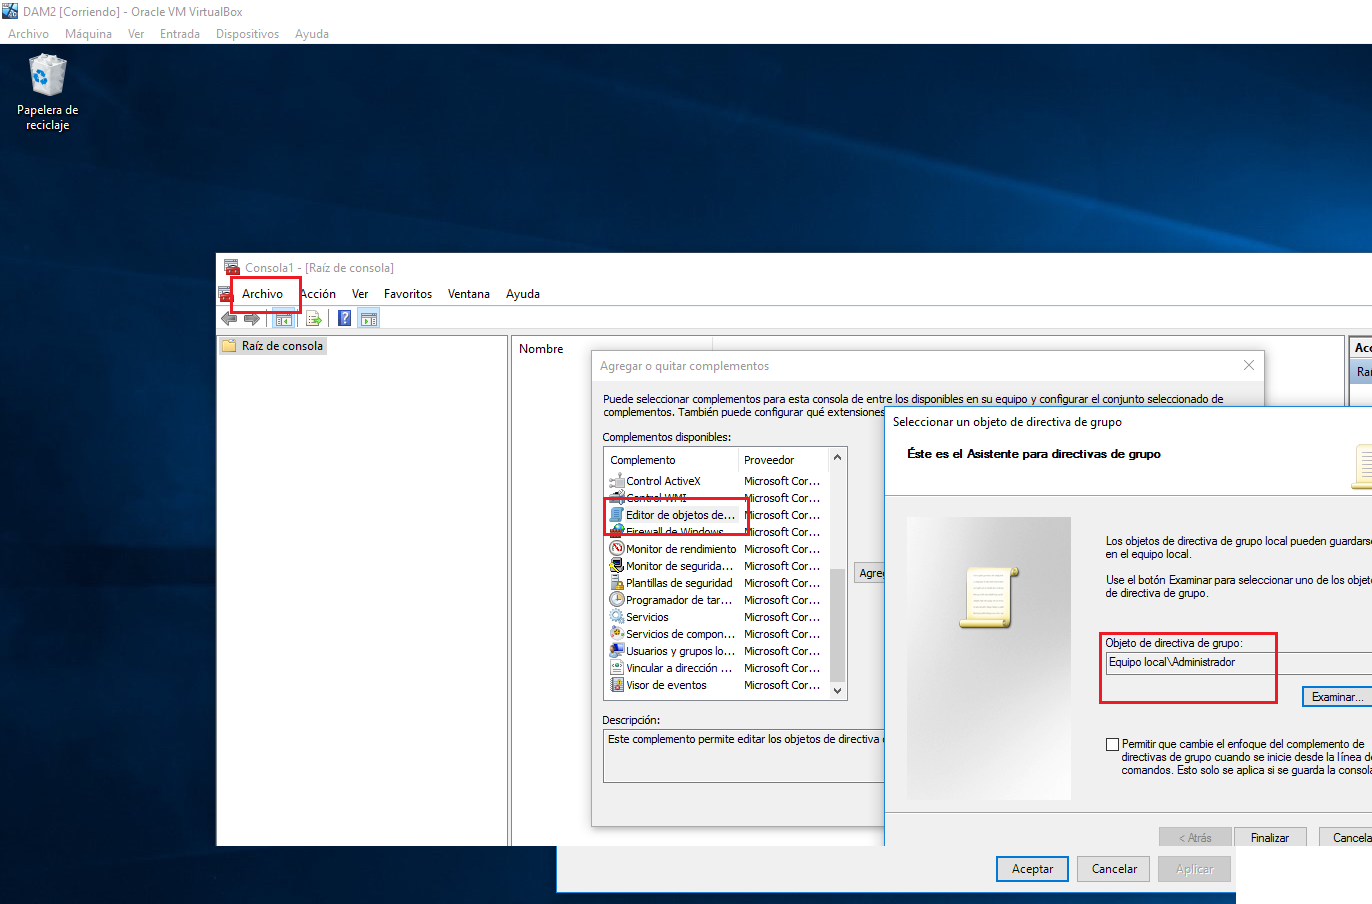 DAM2 [Corriendo] - Oracle VM VirtualBox
Archivo Máquina Ver Entrada Dispositivos Ayuda
Papelera de
reciclaje
Consola1 - [Raíz de consola]
Archivo Acción Ver Favoritos Ventana Ayuda
Raíz de consola
Nombre
Agregar o quitar complementos
Puede seleccionar complementos para esta consola de entre los disponibles en su equipo y configurar el conjunto seleccionado de
complementos. También puede configurar qué extensiones
Complementos disponibles:
Complemento Proveedor
Control ActiveX Microsoft Cor...
Control WMI Microsoft Cor...
Editor de objetos de... Microsoft Cor...
Firewall de Windows Microsoft Cor...
Monitor de rendimiento Microsoft Cor...
Monitor de segurida... Microsoft Cor...
Plantillas de seguridad Microsoft Cor...
Programador de tar... Microsoft Cor...
Servicios Microsoft Cor...
Servicios de compon... Microsoft Cor...
Usuarios y grupos lo... Microsoft Cor...
Vincular a dirección ... Microsoft Cor...
Visor de eventos Microsoft Cor...
Agre
Descripción:
Este complemento permite editar los objetos de directiva
Seleccionar un objeto de directiva de grupo
Éste es el Asistente para directivas de grupo
Los objetos de directiva de grupo local pueden guardars
en el equipo local.
Use el botón Examinar para seleccionar uno de los objet
de directiva de grupo.
Objeto de directiva de grupo:
Equipo local\Administrador
Examinar...
Permitir que cambie el enfoque del complemento de
directivas de grupo cuando se inicie desde la línea d
comandos. Esto solo se aplica si se guarda la consol
< Atrás Finalizar Cancela
Aceptar Cancelar Aplicar
Acc
Raí